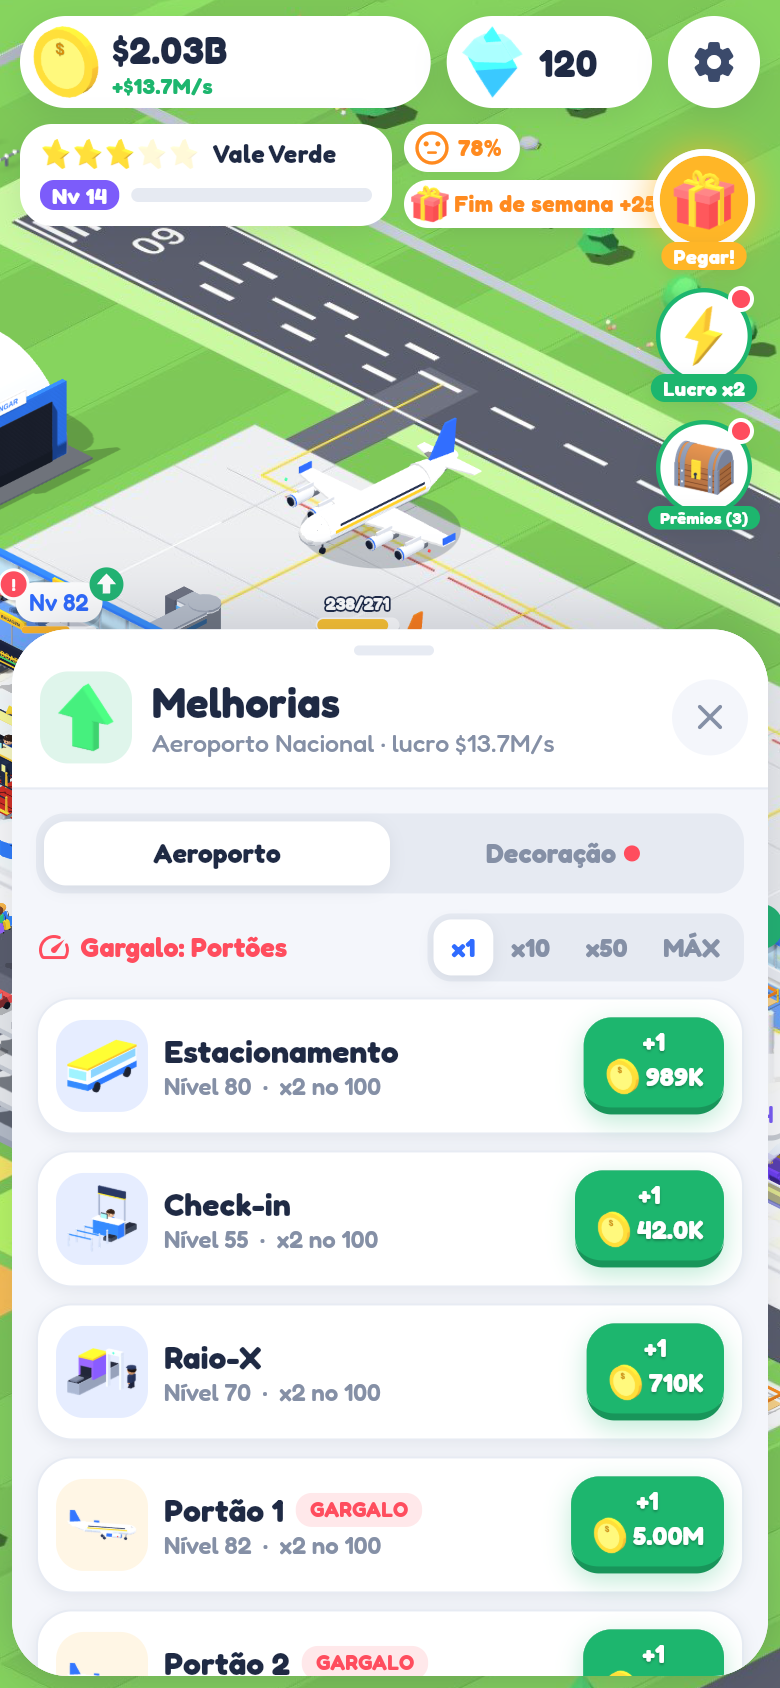 $2.03B
+$13.7M/s
120
Vale Verde
Nv 14
78%
Fim de semana +25
Pegar!
09
Lucro x2
Prêmios (3)
Nv 82
238/271
Melhorias
Aeroporto Nacional · lucro $13.7M/s
Aeroporto
Decoração
Gargalo: Portões
x1 x10 x50 MÁX
Estacionamento
Nível 80 · x2 no 100
+1
989K
Check-in
Nível 55 · x2 no 100
+1
42.0K
Raio-X
Nível 70 · x2 no 100
+1
710K
Portão 1 GARGALO
Nível 82 · x2 no 100
+1
5.00M
Portão 2 GARGALO
+1